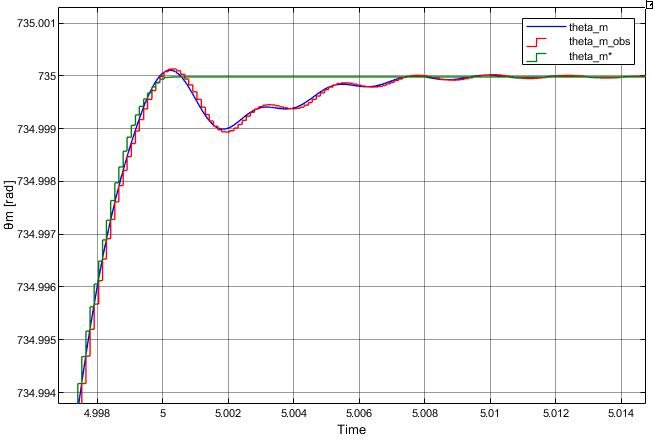 735.001
735
734.999
734.998
734.997
734.996
734.995
734.994
θm [rad]
theta_m
theta_m_obs
theta_m*
4.998 5 5.002 5.004 5.006 5.008 5.01 5.012 5.014
Time